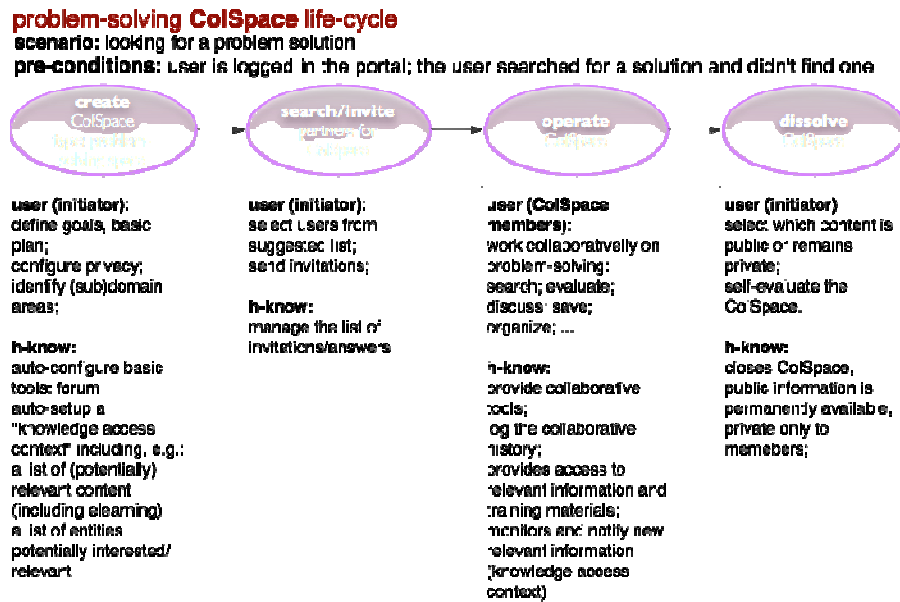 problem-solving ColSpace life-cycle
scenario: looking for a problem solution
pre-conditions: user is logged in the portal; the user searched for a solution and didn't find one
create
ColSpace
search/invite
partners for
ColSpace
operate
ColSpace
dissolve
ColSpace
user (initiator):
define goals, basic
plan;
configure privacy;
identify (sub)domain
areas;
h-know:
auto-configure basic
tools: forum
auto-setup a
"knowledge access
context" including, e.g.:
a list of (potentially)
relevant content
(including elearning)
a list of entities
potentially interested/
relevant
user (initiator):
select users from
suggested list;
send invitations;
h-know:
manage the list of
invitations/answers
user (ColSpace
members):
work collaborativelly on
problem-solving:
search; evaluate;
discuss; save;
organize; ...
h-know:
provide collaborative
tools;
log the collaborative
history;
provides access to
relevant information and
training materials;
monitors and notify new
relevant information
(knowledge access
context)
user (initiator)
select which content is
public or remains
private;
self-evaluate the
ColSpace.
h-know:
closes ColSpace,
public information is
permanently available,
private only to
memebers;